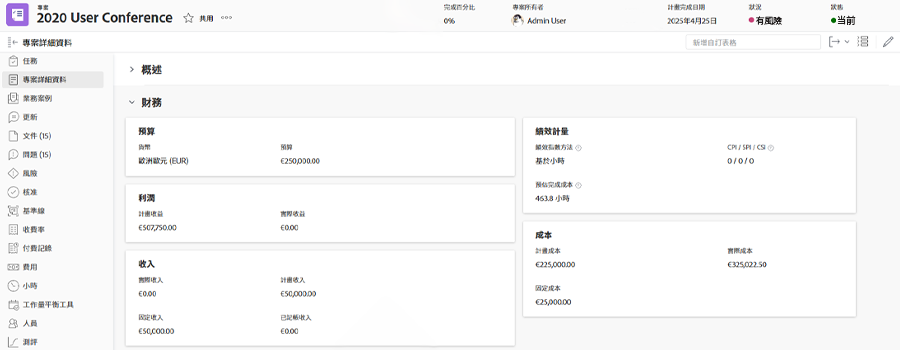 專案
2020 User Conference
共用
完成百分比
0%
專案所有者
Admin User
計畫完成日期
2025年4月25日
狀況
有風險
狀態
当前
專案詳細資料
新增自訂表格
任務
專案詳細資料
業務案例
更新
文件 (15)
問題 (15)
風險
核准
基準線
收費率
付費記錄
費用
小時
工作量平衡工具
人員
測評
概述
財務
預算
貨幣
預算
歐洲歐元 (EUR)
€250,000.00
利潤
計畫收益
實際收益
€507,750.00
€0.00
收入
實際收入
計畫收入
€0.00
€50,000.00
固定收入
已記帳收入
€50,000.00
€0.00
績效計量
績效指數方法
CPI / SPI / CSI
基於小時
0 / 0 / 0
預估完成成本
463.8 小時
成本
計畫成本
實際成本
€225,000.00
€325,022.50
固定成本
€25,000.00